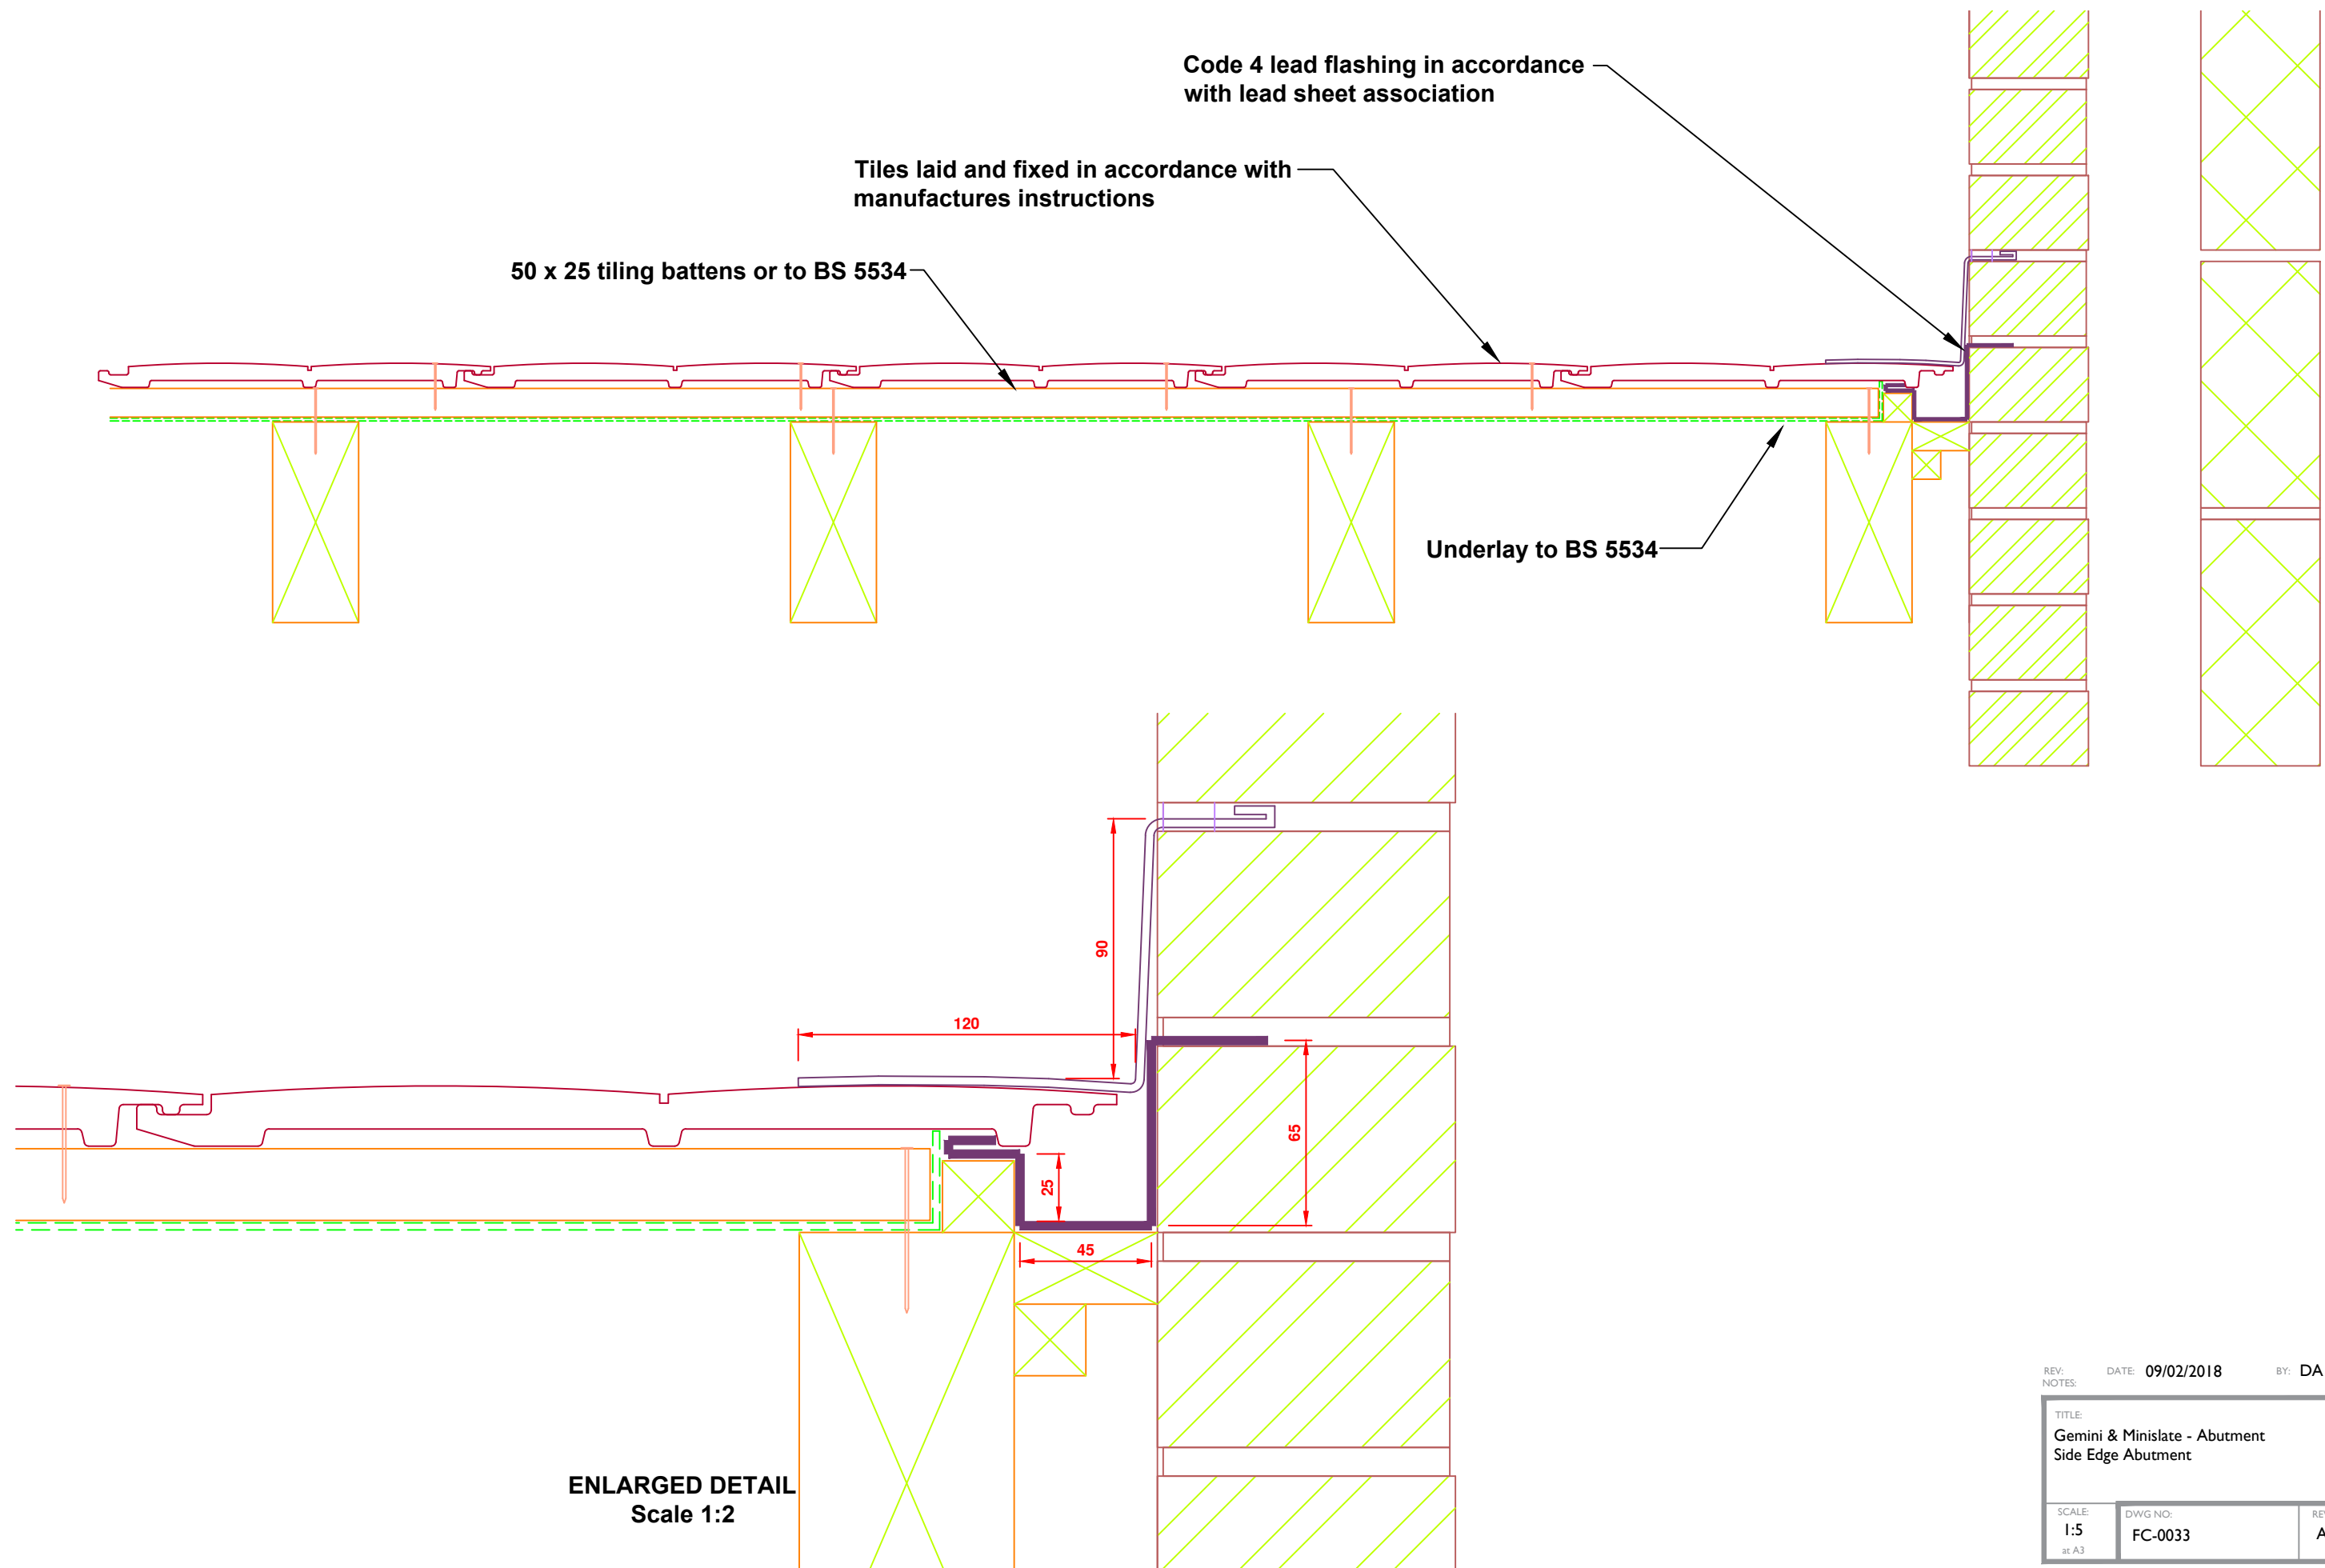 Code 4 lead flashing in accordance
with lead sheet association
Tiles laid and fixed in accordance with
manufactures instructions
50 x 25 tiling battens or to BS 5534
Underlay to BS 5534
90
120
65
25
45
ENLARGED DETAIL
Scale 1:2
REV: DATE: 09/02/2018 BY: DA
NOTES:
TITLE:
Gemini & Minislate - Abutment
Side Edge Abutment
SCALE: DWG NO:
1:5 FC-0033 A
at A3